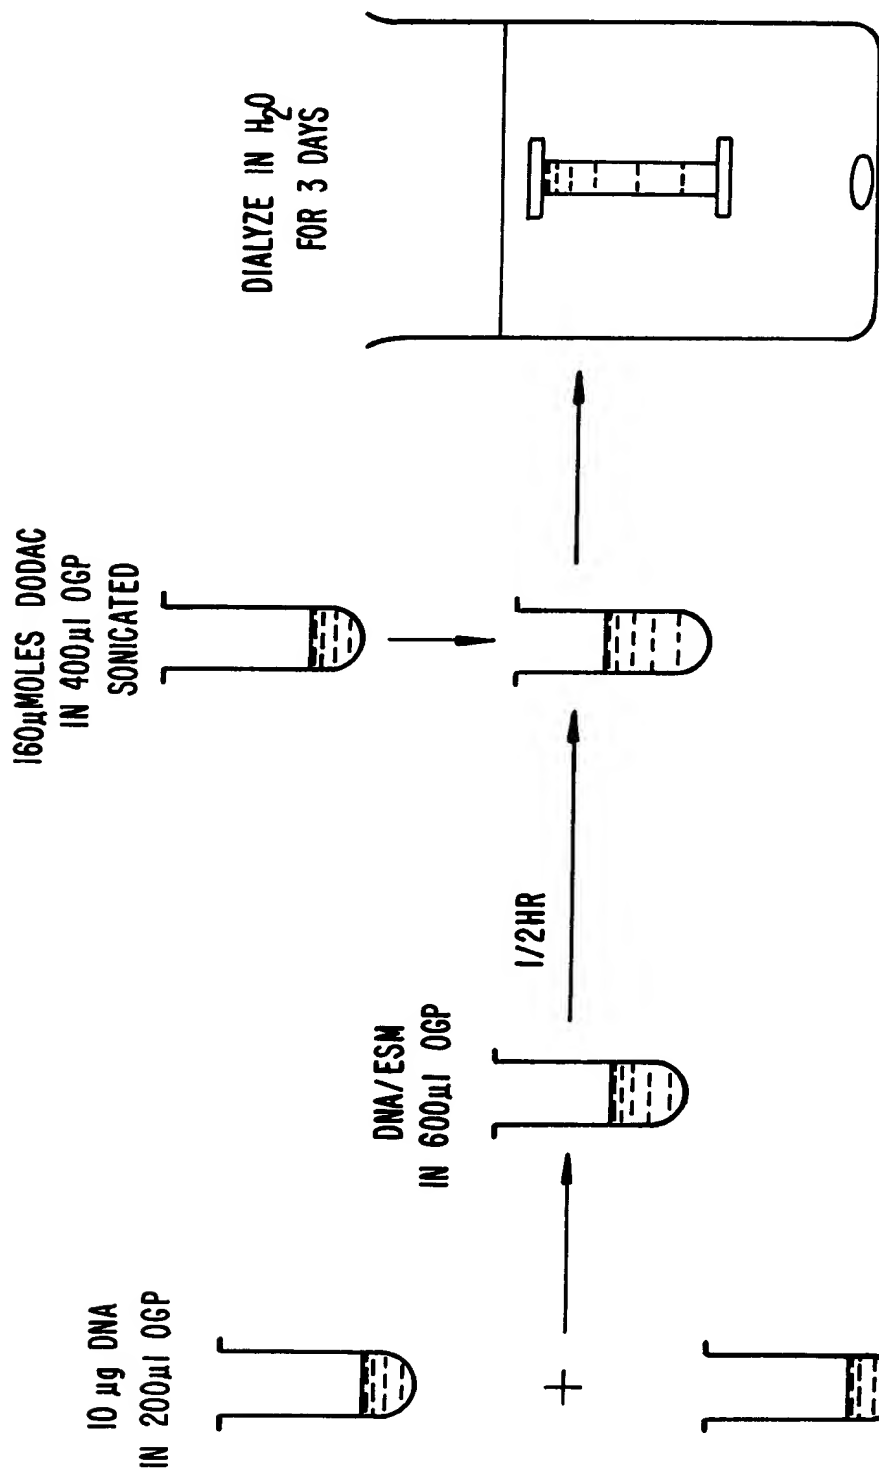 10 µg DNA
IN 200µl OGP
+
DNA/ESM
IN 600µl OGP
1/2HR
160µMOLES DODAC
IN 400µl OGP
SONICATED
DIALYZE IN H2O
FOR 3 DAYS